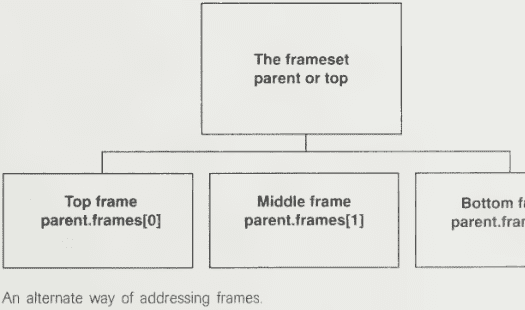 The frameset
parent or top
Top frame
parent.frames[0]
Middle frame
parent.frames[1]
Bottom
An alternate way of addressing frames.